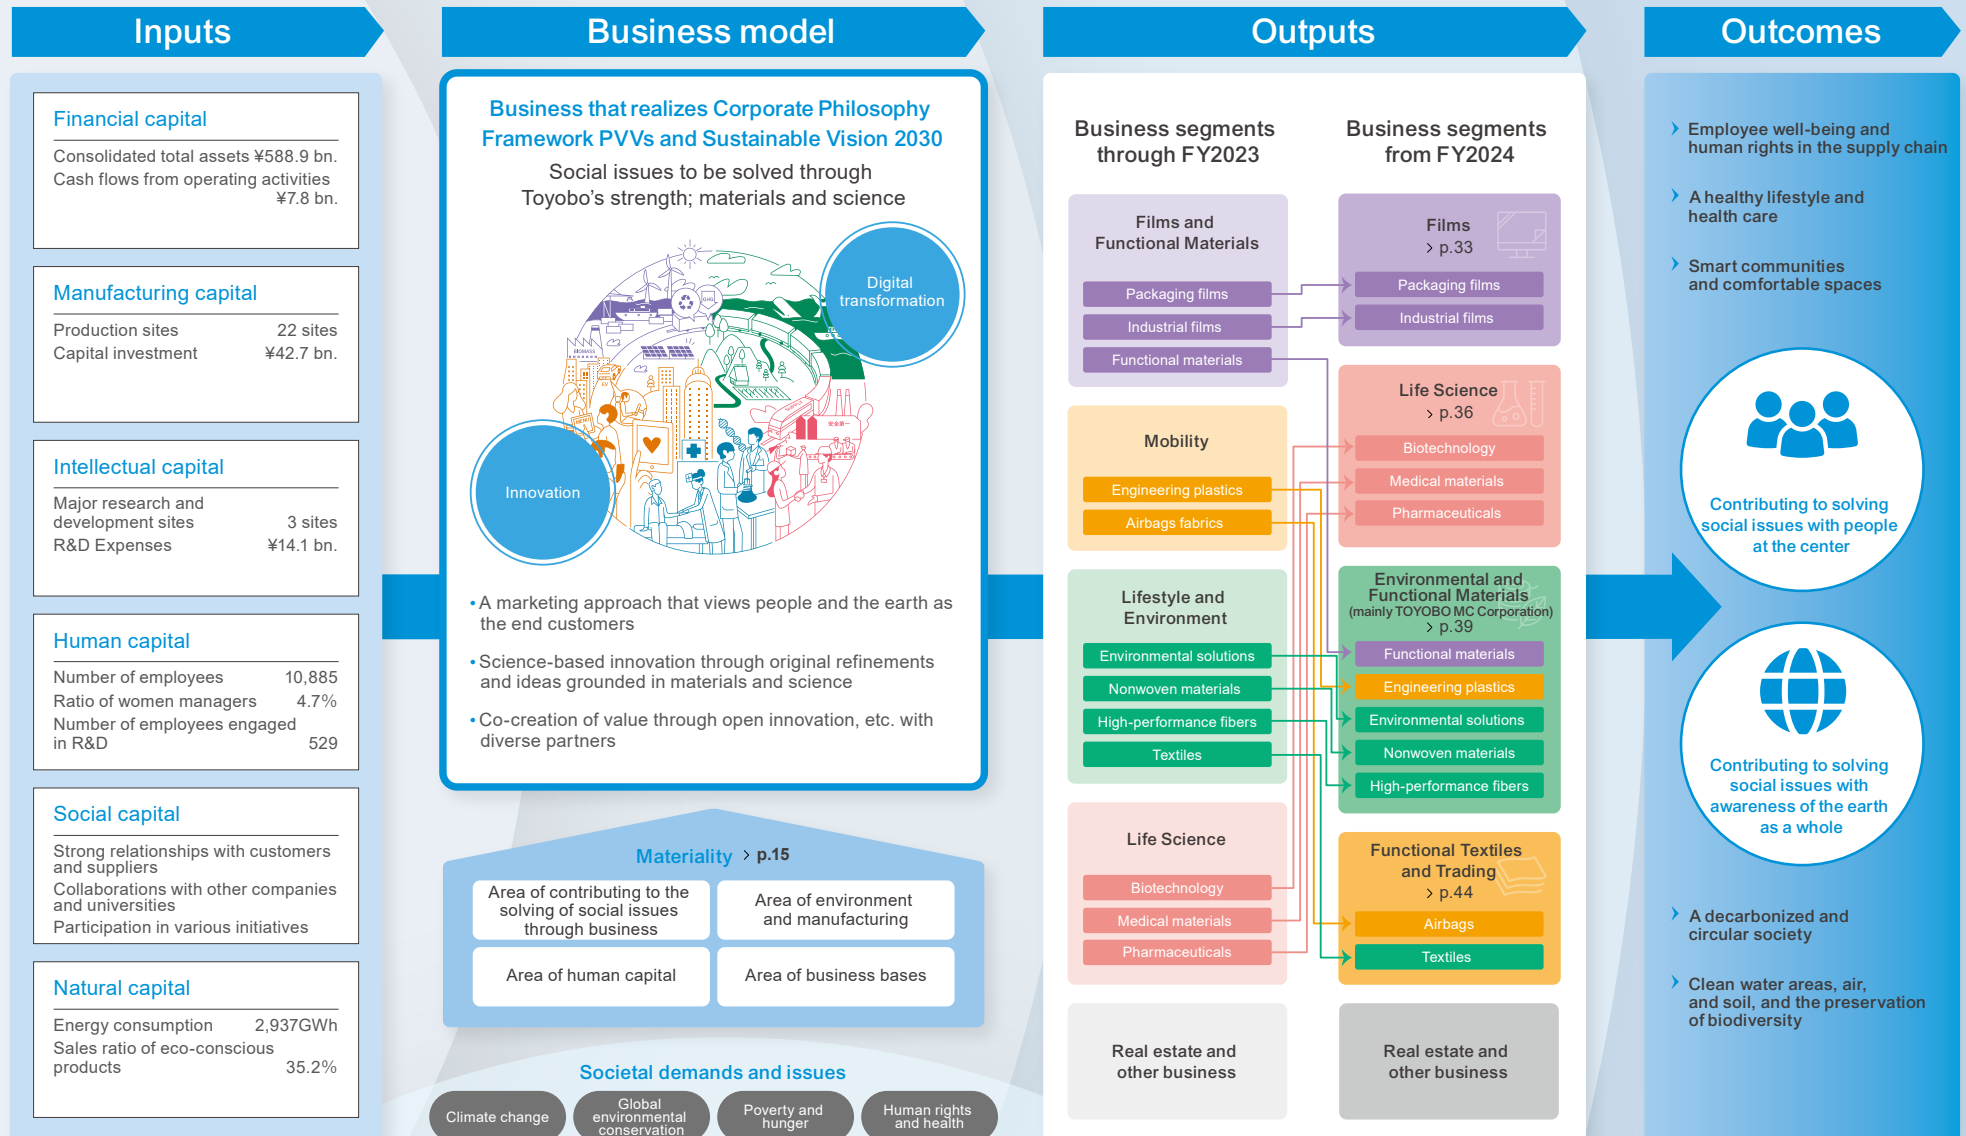 Inputs
Financial capital
Consolidated total assets ¥588.9 bn.
Cash flows from operating activities
¥7.8 bn.
Manufacturing capital
Production sites 22 sites
Capital investment ¥42.7 bn.
Intellectual capital
Major research and
development sites 3 sites
R&D Expenses ¥14.1 bn.
Human capital
Number of employees 10,885
Ratio of women managers 4.7%
Number of employees engaged
in R&D 529
Social capital
Strong relationships with customers
and suppliers
Collaborations with other companies
and universities
Participation in various initiatives
Natural capital
Energy consumption 2,937GWh
Sales ratio of eco-conscious
products 35.2%
Business model
Business that realizes Corporate Philosophy
Framework PVVs and Sustainable Vision 2030
Social issues to be solved through
Toyobo’s strength; materials and science
Digital
transformation
GHG
BIOMASS
EV
MENU
安全第一
Innovation
• A marketing approach that views people and the earth as
the end customers
• Science-based innovation through original refinements
and ideas grounded in materials and science
• Co-creation of value through open innovation, etc. with
diverse partners
Materiality > p.15
Area of contributing to the
solving of social issues
through business
Area of environment
and manufacturing
Area of human capital
Area of business bases
Societal demands and issues
Climate change
Global
environmental
conservation
Poverty and
hunger
Human rights
and health
Outputs
Business segments
through FY2023
Films and
Functional Materials
Packaging films
Industrial films
Functional materials
Mobility
Engineering plastics
Airbags fabrics
Lifestyle and
Environment
Environmental solutions
Nonwoven materials
High-performance fibers
Textiles
Life Science
Biotechnology
Medical materials
Pharmaceuticals
Real estate and
other business
Business segments
from FY2024
Films
> p.33
Packaging films
Industrial films
Life Science
> p.36
Biotechnology
Medical materials
Pharmaceuticals
Environmental and
Functional Materials
(mainly TOYOBO MC Corporation)
> p.39
Functional materials
Engineering plastics
Environmental solutions
Nonwoven materials
High-performance fibers
Functional Textiles
and Trading
> p.44
Airbags
Textiles
Real estate and
other business
Outcomes
Employee well-being and
human rights in the supply chain
A healthy lifestyle and
health care
Smart communities
and comfortable spaces
Contributing to solving
social issues with people
at the center
Contributing to solving
social issues with
awareness of the earth
as a whole
A decarbonized and
circular society
Clean water areas, air,
and soil, and the preservation
of biodiversity